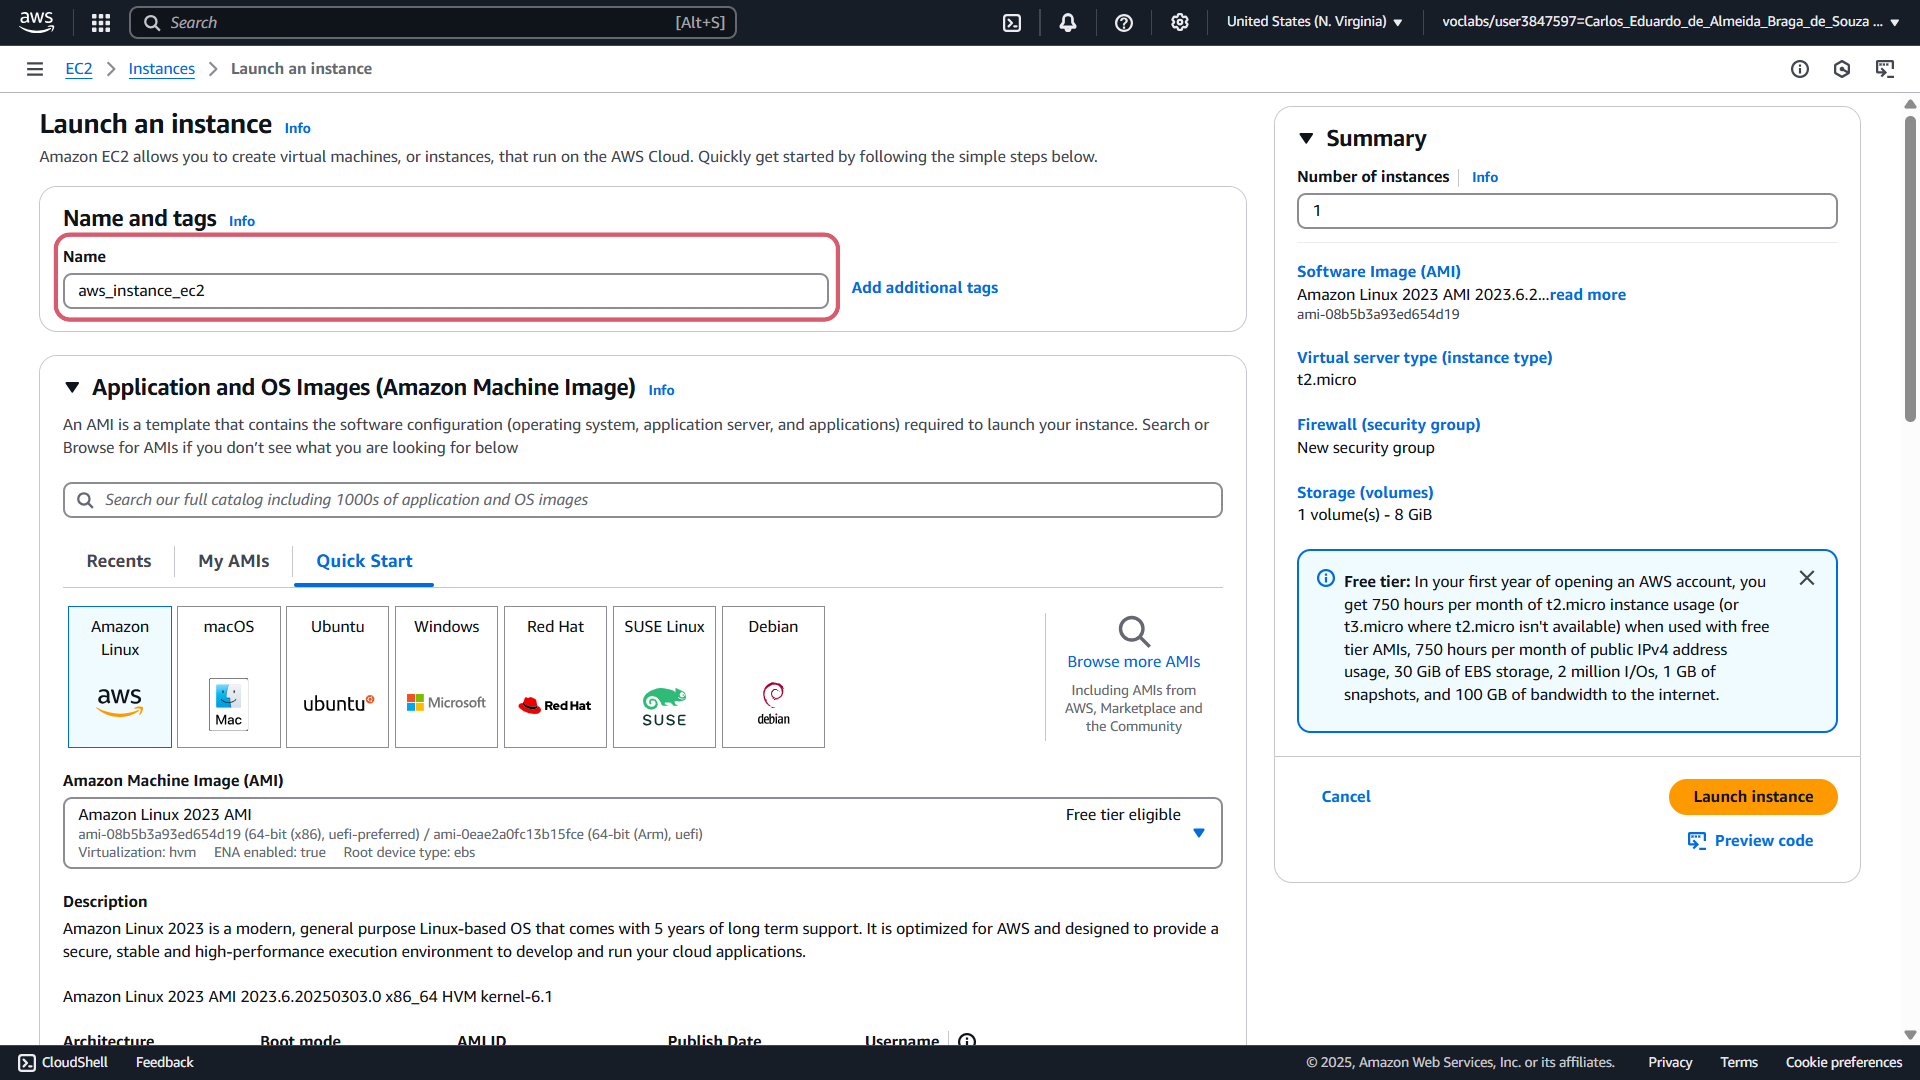 aws
Search [Alt+S]
United States (N. Virginia)
voclabs/user3847597=Carlos_Eduardo_de_Almeida_Braga_de_Souza ...
EC2 > Instances > Launch an instance
Launch an instance Info
Amazon EC2 allows you to create virtual machines, or instances, that run on the AWS Cloud. Quickly get started by following the simple steps below.
Name and tags Info
Name
aws_instance_ec2
Add additional tags
Application and OS Images (Amazon Machine Image) Info
An AMI is a template that contains the software configuration (operating system, application server, and applications) required to launch your instance. Search or
Browse for AMIs if you don’t see what you are looking for below
Search our full catalog including 1000s of application and OS images
Recents
My AMIs
Quick Start
Amazon
Linux
aws
macOS
Mac
Ubuntu
ubuntu
Windows
Microsoft
Red Hat
Red Hat
SUSE Linux
SUSE
Debian
debian
Browse more AMIs
Including AMIs from
AWS, Marketplace and
the Community
Amazon Machine Image (AMI)
Amazon Linux 2023 AMI
Free tier eligible
ami-08b5b3a93ed654d19 (64-bit (x86), uefi-preferred) / ami-0eae2a0fc13b15fce (64-bit (Arm), uefi)
Virtualization: hvm ENA enabled: true Root device type: ebs
Description
Amazon Linux 2023 is a modern, general purpose Linux-based OS that comes with 5 years of long term support. It is optimized for AWS and designed to provide a
secure, stable and high-performance execution environment to develop and run your cloud applications.
Amazon Linux 2023 AMI 2023.6.20250303.0 x86_64 HVM kernel-6.1
Architecture Boot mode AMI ID Publish Date Username
Summary
Number of instances Info
1
Software Image (AMI)
Amazon Linux 2023 AMI 2023.6.2...read more
ami-08b5b3a93ed654d19
Virtual server type (instance type)
t2.micro
Firewall (security group)
New security group
Storage (volumes)
1 volume(s) - 8 GiB
Free tier: In your first year of opening an AWS account, you
get 750 hours per month of t2.micro instance usage (or
t3.micro where t2.micro isn't available) when used with free
tier AMIs, 750 hours per month of public IPv4 address
usage, 30 GiB of EBS storage, 2 million I/Os, 1 GB of
snapshots, and 100 GB of bandwidth to the internet.
Cancel
Launch instance
Preview code
CloudShell Feedback
© 2025, Amazon Web Services, Inc. or its affiliates. Privacy Terms Cookie preferences